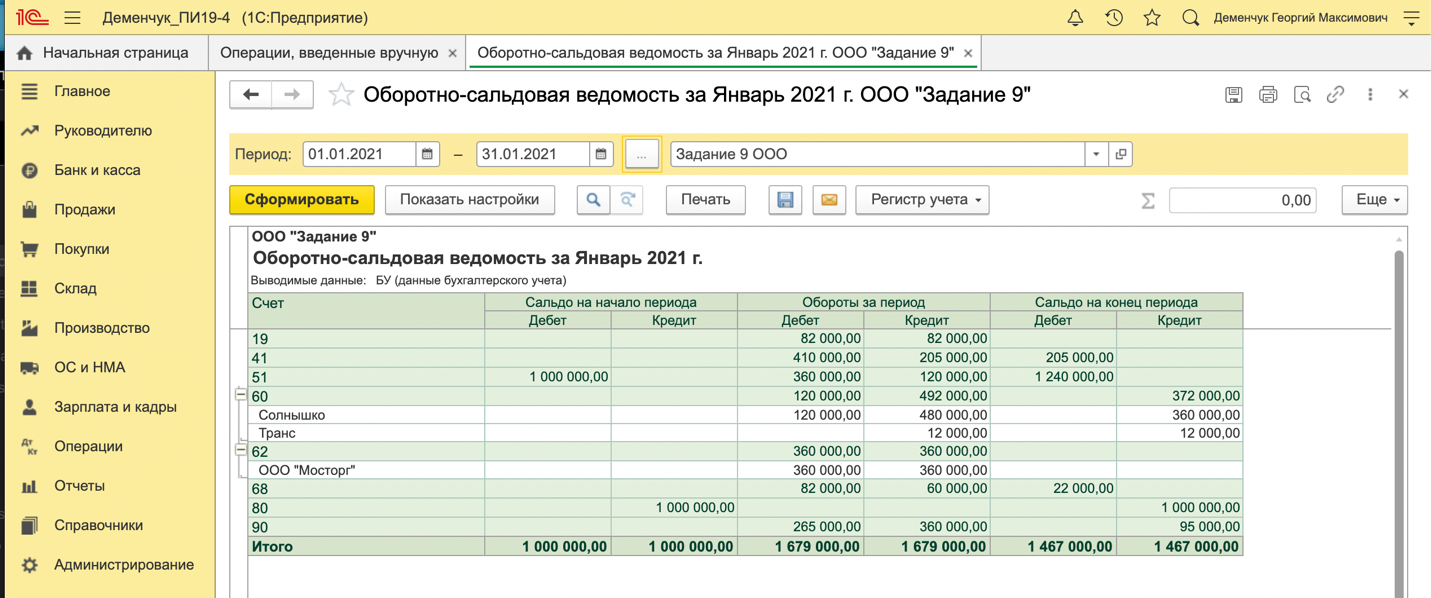 1С Деменчук_ПИ19-4 (1С:Предприятие) Деменчук Георгий Максимович
Начальная страница Операции, введенные вручную × Оборотно-сальдовая ведомость за Январь 2021 г. ООО "Задание 9" ×
Главное
Руководителю
Банк и касса
Продажи
Покупки
Склад
Производство
ОС и НМА
Зарплата и кадры
Дт Кт Операции
Отчеты
Справочники
Администрирование
Оборотно-сальдовая ведомость за Январь 2021 г. ООО "Задание 9"
Период: 01.01.2021 – 31.01.2021 ... Задание 9 ООО
Сформировать Показать настройки Печать Регистр учета Σ 0,00 Еще
ООО "Задание 9"
Оборотно-сальдовая ведомость за Январь 2021 г.
Выводимые данные: БУ (данные бухгалтерского учета)
Счет Сальдо на начало периода Обороты за период Сальдо на конец периода
Дебет Кредит Дебет Кредит Дебет Кредит
19 82 000,00 82 000,00
41 410 000,00 205 000,00 205 000,00
51 1 000 000,00 360 000,00 120 000,00 1 240 000,00
60 120 000,00 492 000,00 372 000,00
Солнышко 120 000,00 480 000,00 360 000,00
Транс 12 000,00 12 000,00
62 360 000,00 360 000,00
ООО "Мосторг" 360 000,00 360 000,00
68 82 000,00 60 000,00 22 000,00
80 1 000 000,00 1 000 000,00
90 265 000,00 360 000,00 95 000,00
Итого 1 000 000,00 1 000 000,00 1 679 000,00 1 679 000,00 1 467 000,00 1 467 000,00